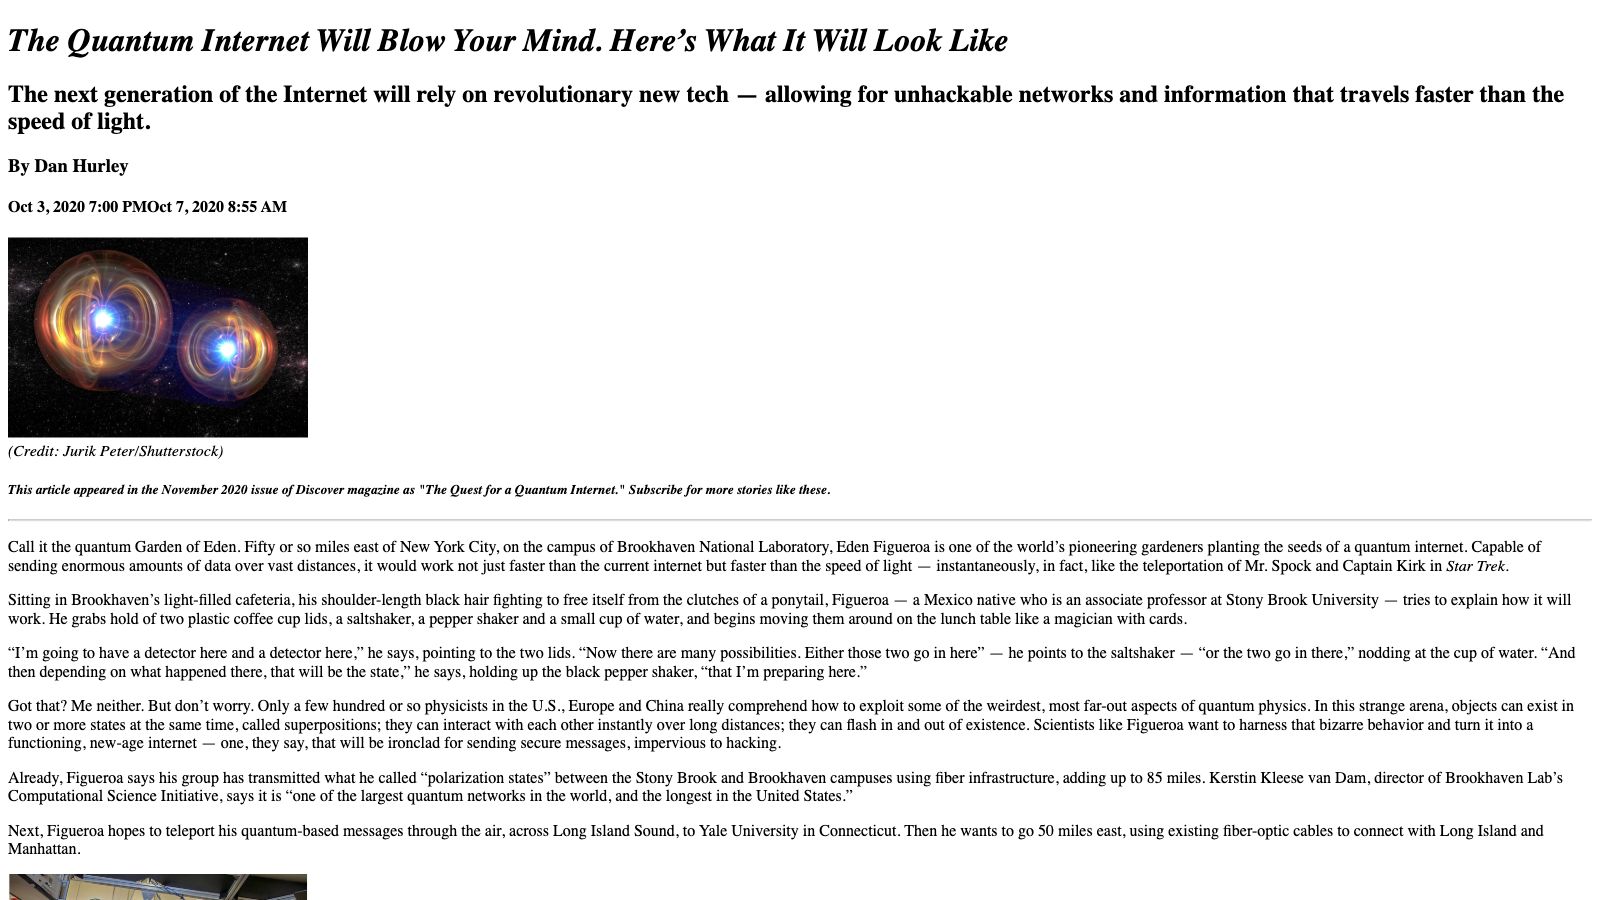 The Quantum Internet Will Blow Your Mind. Here’s What It Will Look Like
The next generation of the Internet will rely on revolutionary new tech — allowing for unhackable networks and information that travels faster than the
speed of light.
By Dan Hurley
Oct 3, 2020 7:00 PMOct 7, 2020 8:55 AM
(Credit: Jurik Peter/Shutterstock)
This article appeared in the November 2020 issue of Discover magazine as "The Quest for a Quantum Internet." Subscribe for more stories like these.
Call it the quantum Garden of Eden. Fifty or so miles east of New York City, on the campus of Brookhaven National Laboratory, Eden Figueroa is one of the world’s pioneering gardeners planting the seeds of a quantum internet. Capable of
sending enormous amounts of data over vast distances, it would work not just faster than the current internet but faster than the speed of light — instantaneously, in fact, like the teleportation of Mr. Spock and Captain Kirk in Star Trek.
Sitting in Brookhaven’s light-filled cafeteria, his shoulder-length black hair fighting to free itself from the clutches of a ponytail, Figueroa — a Mexico native who is an associate professor at Stony Brook University — tries to explain how it will
work. He grabs hold of two plastic coffee cup lids, a saltshaker, a pepper shaker and a small cup of water, and begins moving them around on the lunch table like a magician with cards.
“I’m going to have a detector here and a detector here,” he says, pointing to the two lids. “Now there are many possibilities. Either those two go in here” — he points to the saltshaker — “or the two go in there,” nodding at the cup of water. “And
then depending on what happened there, that will be the state,” he says, holding up the black pepper shaker, “that I’m preparing here.”
Got that? Me neither. But don’t worry. Only a few hundred or so physicists in the U.S., Europe and China really comprehend how to exploit some of the weirdest, most far-out aspects of quantum physics. In this strange arena, objects can exist in
two or more states at the same time, called superpositions; they can interact with each other instantly over long distances; they can flash in and out of existence. Scientists like Figueroa want to harness that bizarre behavior and turn it into a
functioning, new-age internet — one, they say, that will be ironclad for sending secure messages, impervious to hacking.
Already, Figueroa says his group has transmitted what he called “polarization states” between the Stony Brook and Brookhaven campuses using fiber infrastructure, adding up to 85 miles. Kerstin Kleese van Dam, director of Brookhaven Lab’s
Computational Science Initiative, says it is “one of the largest quantum networks in the world, and the longest in the United States.”
Next, Figueroa hopes to teleport his quantum-based messages through the air, across Long Island Sound, to Yale University in Connecticut. Then he wants to go 50 miles east, using existing fiber-optic cables to connect with Long Island and
Manhattan.